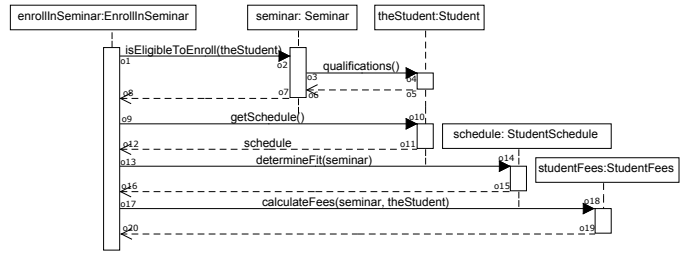 enrollInSeminar:EnrollInSeminar
seminar: Seminar
theStudent:Student
isEligibleToEnroll(theStudent)
o1
o2
qualifications()
o3
o4
o5
o6
o7
o8
getSchedule()
o9
o10
schedule
o11
o12
schedule: StudentSchedule
determineFit(seminar)
o13
o14
studentFees:StudentFees
o15
o16
calculateFees(seminar, theStudent)
o17
o18
o19
o20